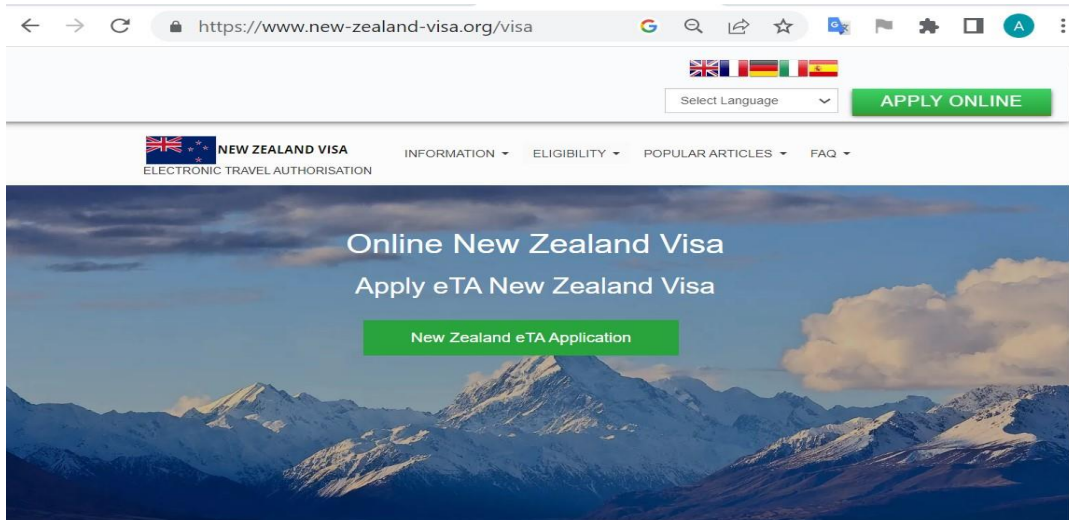 https://www.new-zealand-visa.org/visa
A
Select Language
APPLY ONLINE
NEW ZEALAND VISA
ELECTRONIC TRAVEL AUTHORISATION
INFORMATION ELIGIBILITY POPULAR ARTICLES FAQ
Online New Zealand Visa
Apply eTA New Zealand Visa
New Zealand eTA Application